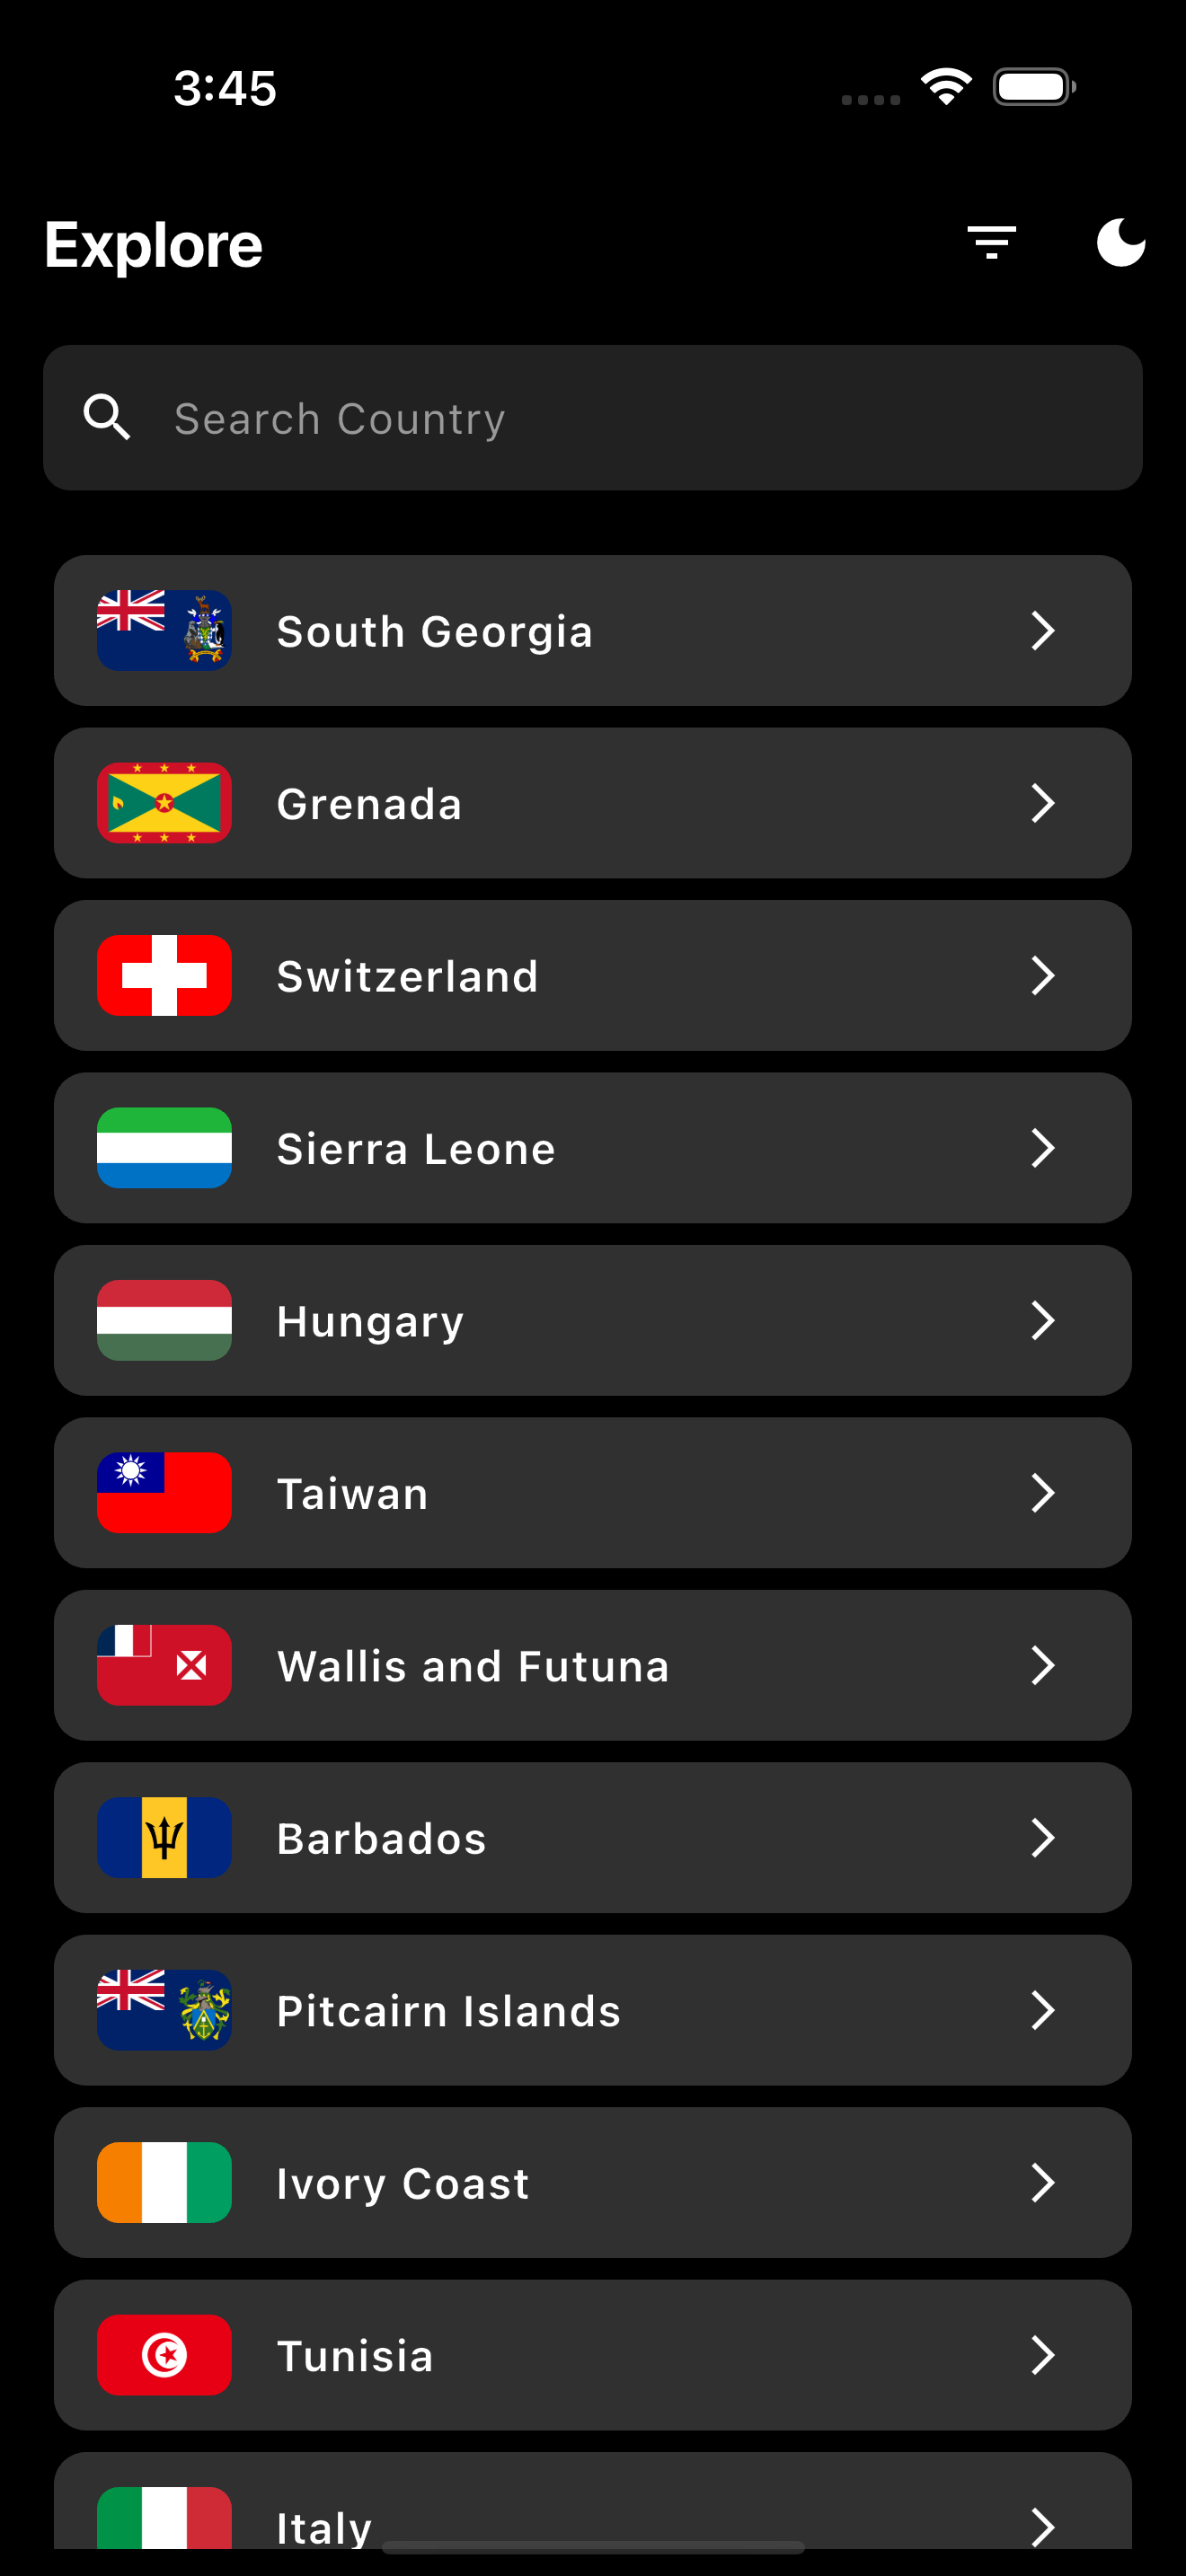 3:45
Explore
Search Country
South Georgia
Grenada
Switzerland
Sierra Leone
Hungary
Taiwan
Wallis and Futuna
Barbados
Pitcairn Islands
Ivory Coast
Tunisia
Italy